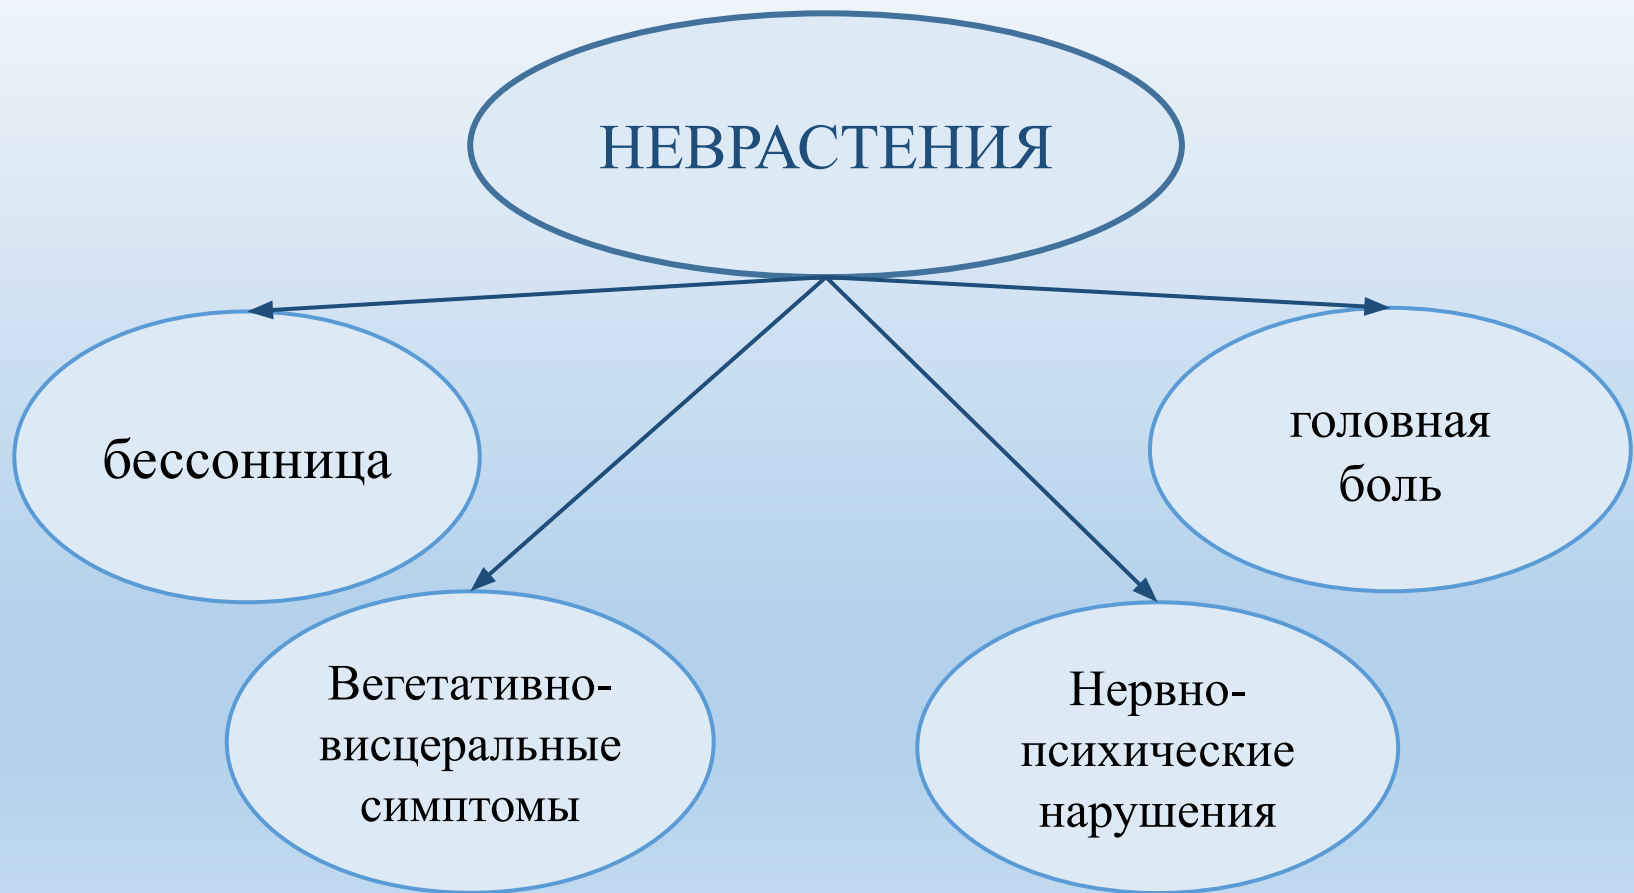 НЕВРАСТЕНИЯ
бессонница
головная
боль
Вегетативно-
висцеральные
симптомы
Нервно-
психические
нарушения